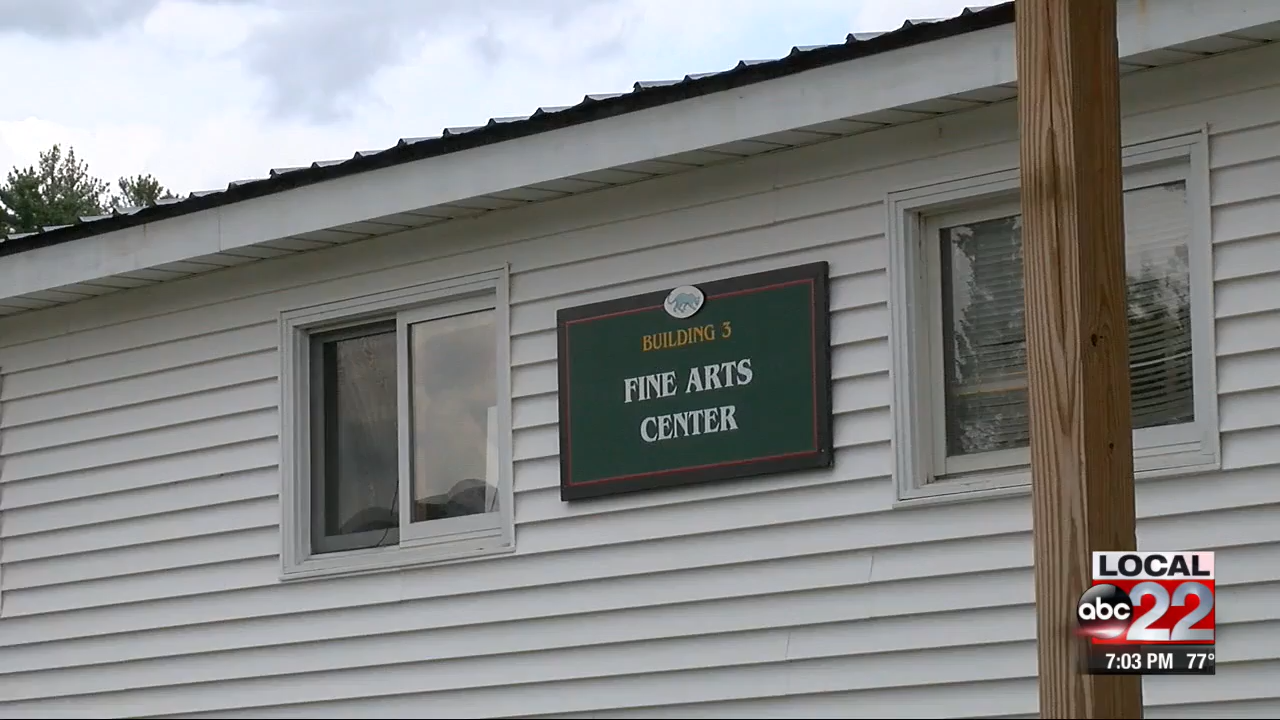 BUILDING 3
FINE ARTS
CENTER
LOCAL
abc 22
7:03 PM 77°